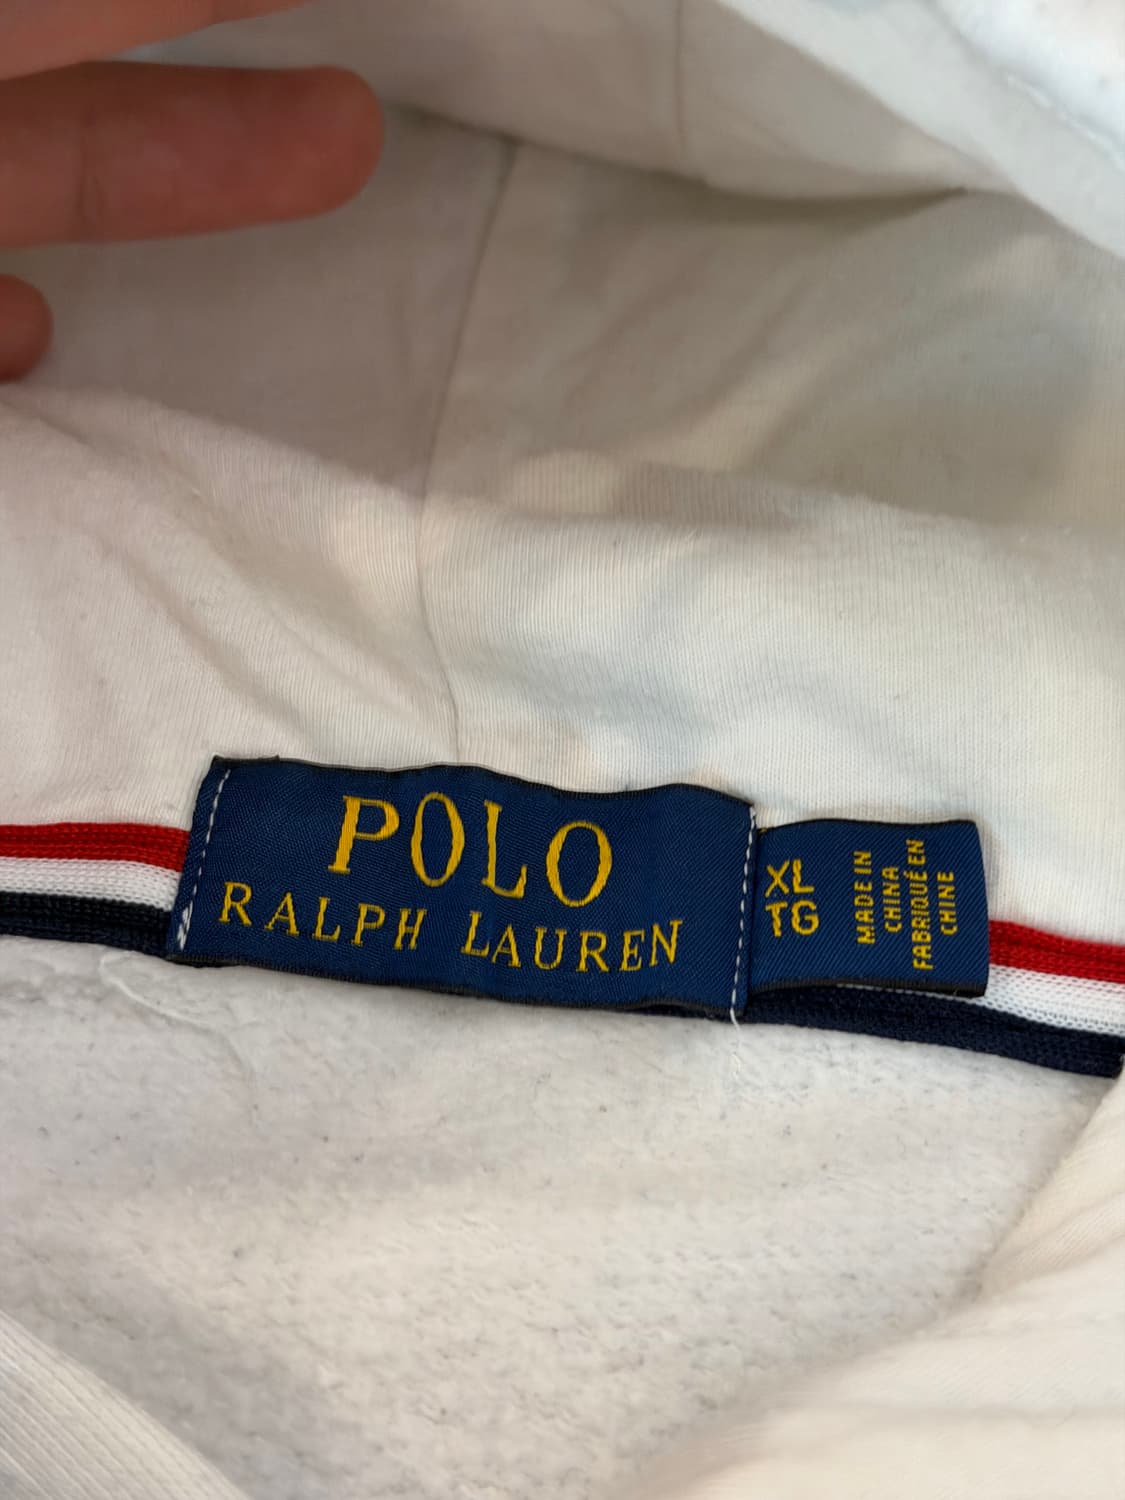 POLO
RALPH LAUREN
XL
TG
MADE IN
CHINA
FABRIQUÉ EN
CHINE